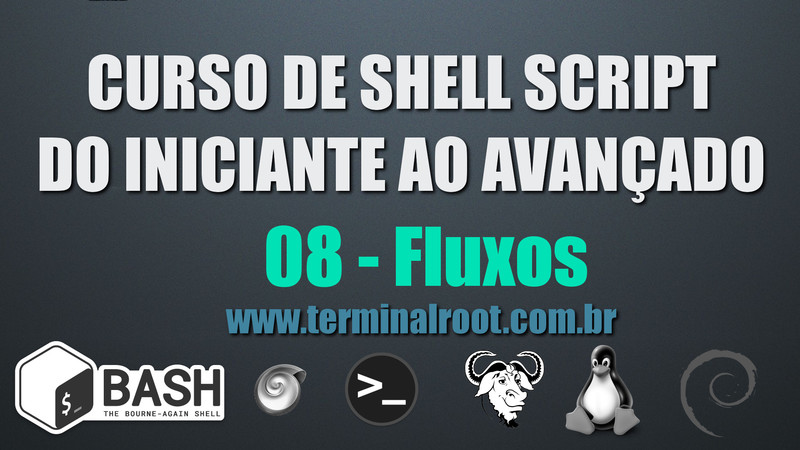 CURSO DE SHELL SCRIPT
DO INICIANTE AO AVANÇADO
08 - Fluxos
www.terminalroot.com.br
$_
BASH
THE BOURNE-AGAIN SHELL
>_